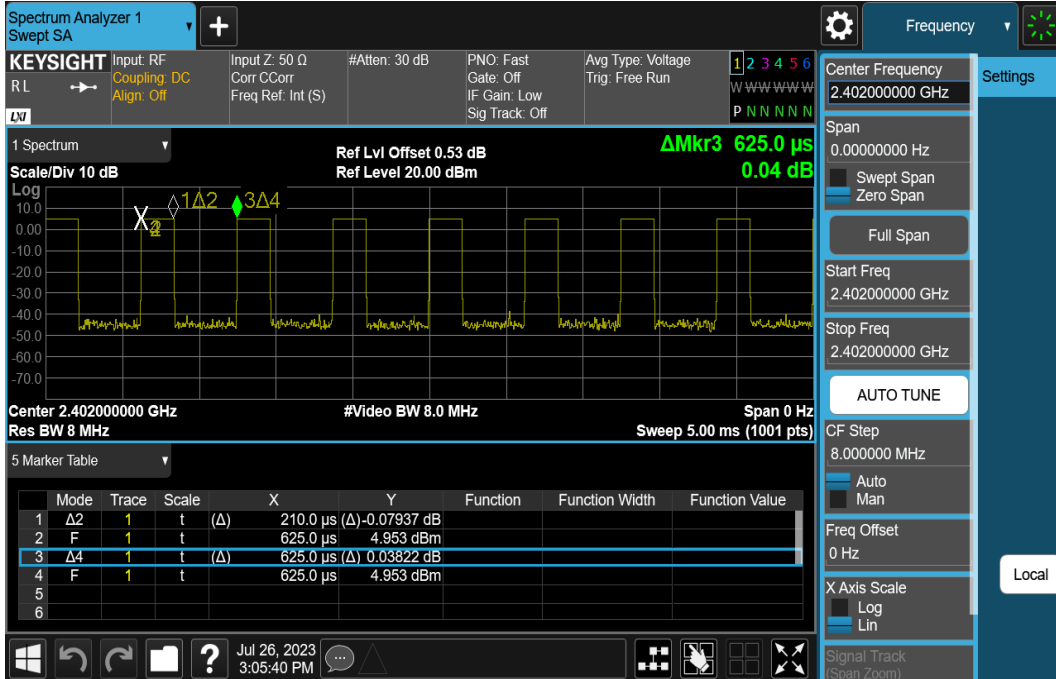 Spectrum Analyzer 1
Swept SA
+
Frequency
KEYSIGHT
RL
LXI
Input: RF
Coupling: DC
Align: Off
Input Z: 50 Ω
Corr CCorr
Freq Ref: Int (S)
#Atten: 30 dB
PNO: Fast
Gate: Off
IF Gain: Low
Sig Track: Off
Avg Type: Voltage
Trig: Free Run
1 2 3 4 5 6
W W W W W W
P N N N N N
1 Spectrum
Scale/Div 10 dB
Ref Lvl Offset 0.53 dB
Ref Level 20.00 dBm
ΔMkr3 625.0 µs
0.04 dB
Log
10.0
0.00
-10.0
-20.0
-30.0
-40.0
-50.0
-60.0
-70.0
1Δ2
3Δ4
Center 2.402000000 GHz
#Video BW 8.0 MHz
Span 0 Hz
Res BW 8 MHz
Sweep 5.00 ms (1001 pts)
5 Marker Table
Mode Trace Scale X Y Function Function Width Function Value
1 Δ2 1 t (Δ) 210.0 µs (Δ) -0.07937 dB
2 F 1 t 625.0 µs 4.953 dBm
3 Δ4 1 t (Δ) 625.0 µs (Δ) 0.03822 dB
4 F 1 t 625.0 µs 4.953 dBm
5
6
?
Jul 26, 2023
3:05:40 PM
Center Frequency
2.402000000 GHz
Span
0.00000000 Hz
Swept Span
Zero Span
Full Span
Start Freq
2.402000000 GHz
Stop Freq
2.402000000 GHz
AUTO TUNE
CF Step
8.000000 MHz
Auto
Man
Freq Offset
0 Hz
X Axis Scale
Log
Lin
Signal Track
(Span Zoom)
Settings
Local